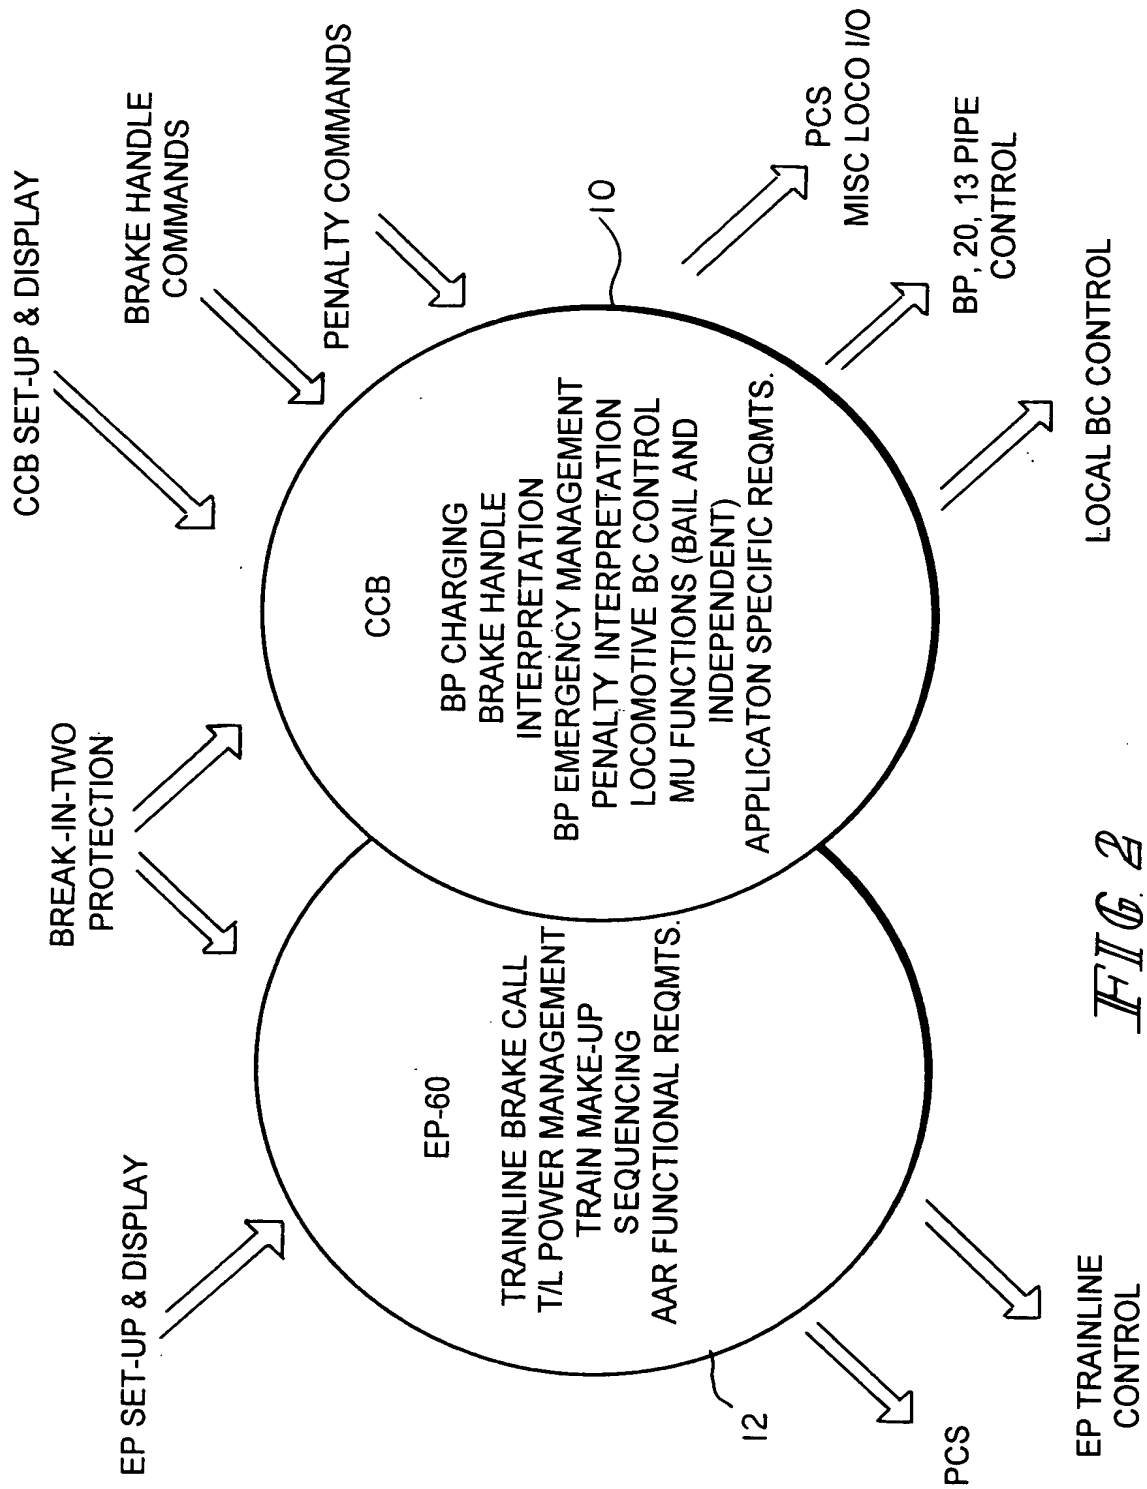 EP SET-UP & DISPLAY
BREAK-IN-TWO
PROTECTION
CCB SET-UP & DISPLAY
BRAKE HANDLE
COMMANDS
PENALTY COMMANDS
EP-60
TRAINLINE BRAKE CALL
T/L POWER MANAGEMENT
TRAIN MAKE-UP
SEQUENCING
AAR FUNCTIONAL REQMTS.
CCB
BP CHARGING
BRAKE HANDLE
INTERPRETATION
BP EMERGENCY MANAGEMENT
PENALTY INTERPRETATION
LOCOMOTIVE BC CONTROL
MU FUNCTIONS (BAIL AND
INDEPENDENT)
APPLICATON SPECIFIC REQMTS.
10
12
PCS
EP TRAINLINE
CONTROL
LOCAL BC CONTROL
BP, 20, 13 PIPE
CONTROL
PCS
MISC LOCO I/O
FIG. 2